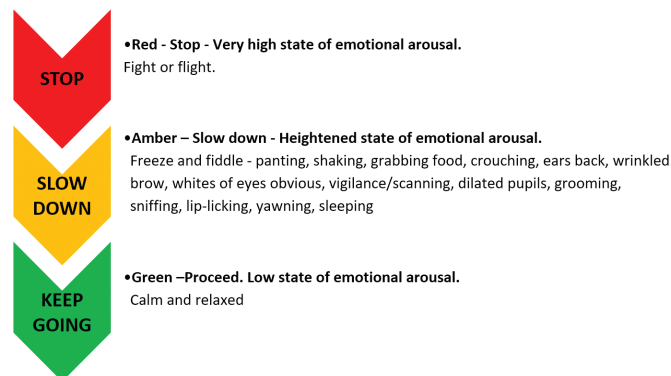 STOP
•Red - Stop - Very high state of emotional arousal.
Fight or flight.
SLOW
DOWN
•Amber – Slow down - Heightened state of emotional arousal.
Freeze and fiddle - panting, shaking, grabbing food, crouching, ears back, wrinkled
brow, whites of eyes obvious, vigilance/scanning, dilated pupils, grooming,
sniffing, lip-licking, yawning, sleeping
KEEP
GOING
•Green –Proceed. Low state of emotional arousal.
Calm and relaxed